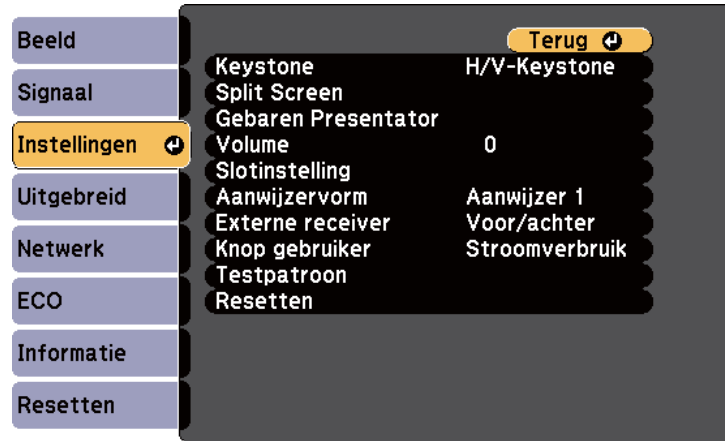 Beeld
Signaal
Instellingen
Uitgebreid
Netwerk
ECO
Informatie
Resetten
Terug
Keystone H/V-Keystone
Split Screen
Gebaren Presentator
Volume 0
Slotinstelling
Aanwijzervorm Aanwijzer 1
Externe receiver Voor/achter
Knop gebruiker Stroomverbruik
Testpatroon
Resetten